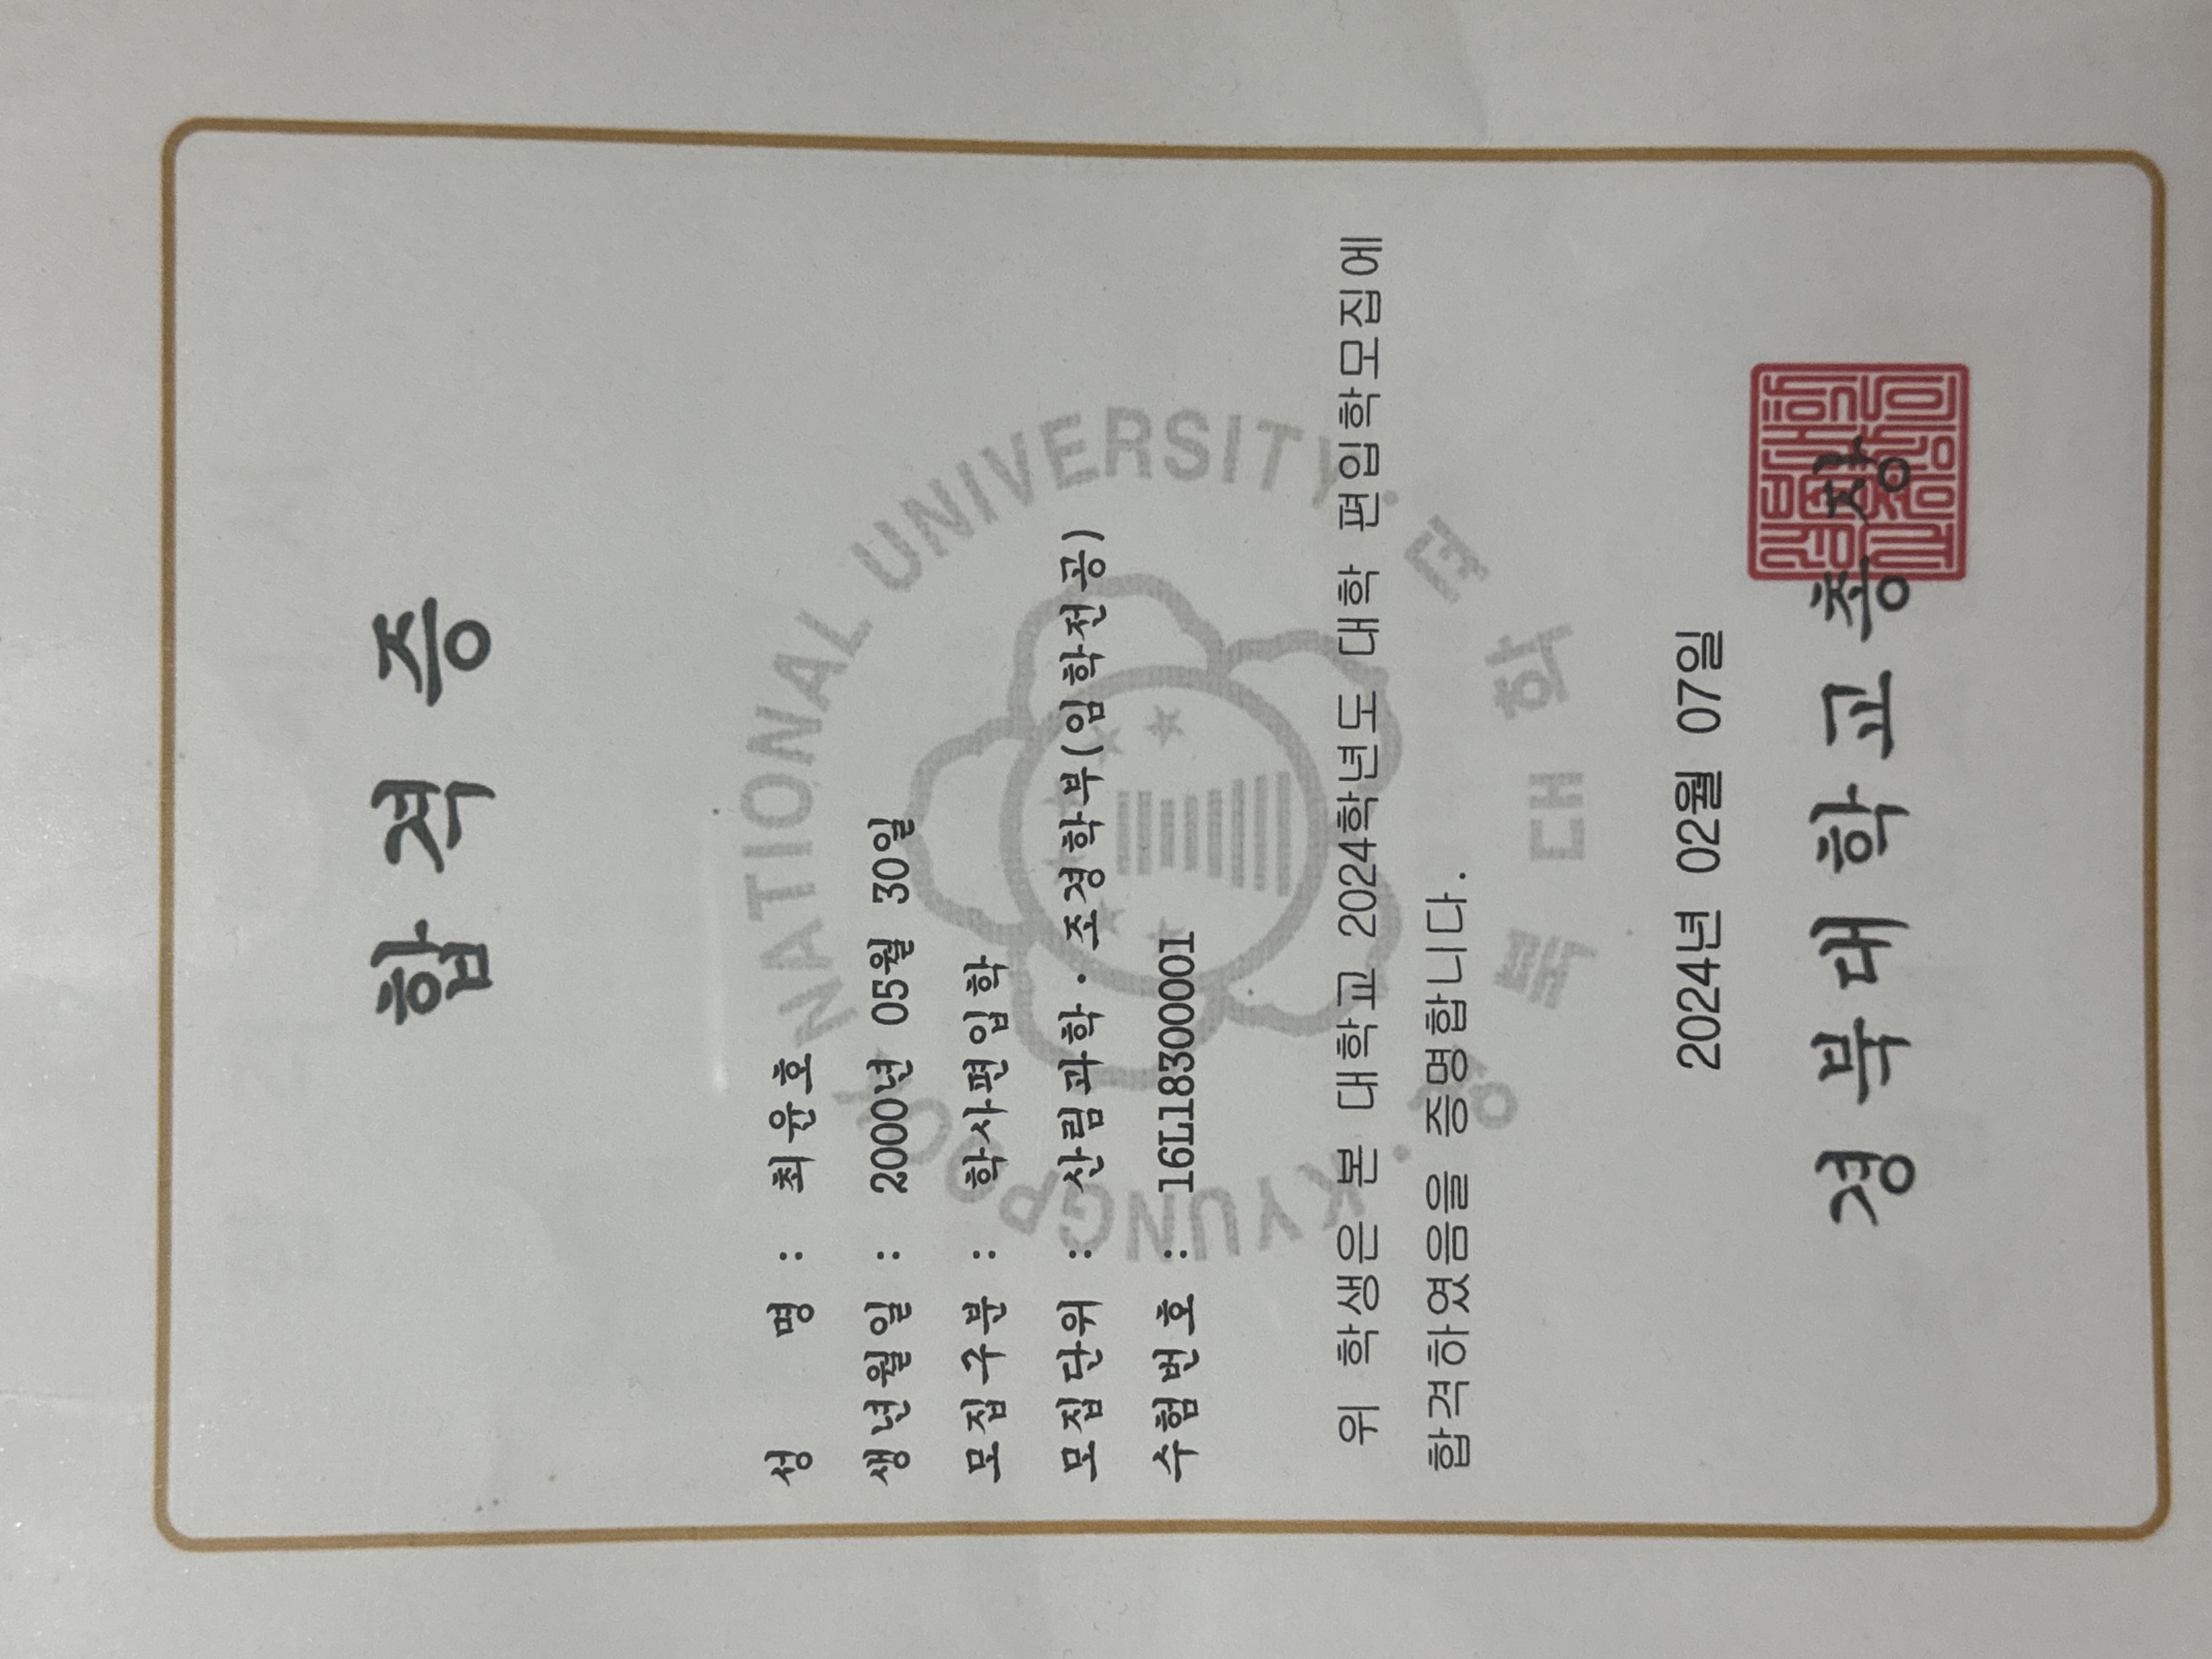 합 격 증
성 명 : 최윤호
생년월일 : 2000년 05월 30일
모집구분 : 학사편입학
모집단위 : 산림과학·조경학부(임학전공)
수험번호 : 16L18300001
위 학생은 본 대학교 2024학년도 대학 편입학모집에
합격하였음을 증명합니다.
2024년 02월 07일
경 북 대 학 교 총 장
KYUNGPOOK NATIONAL UNIVERSITY · 경 북 대 학 교